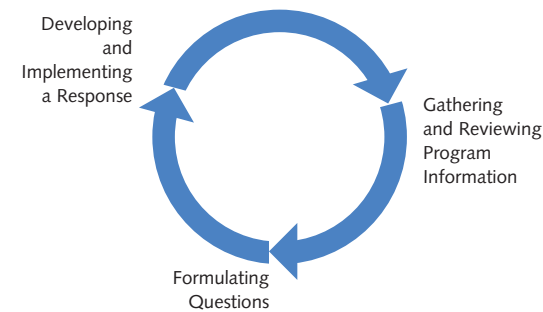 Developing
and
Implementing
a Response
Gathering
and Reviewing
Program
Information
Formulating
Questions